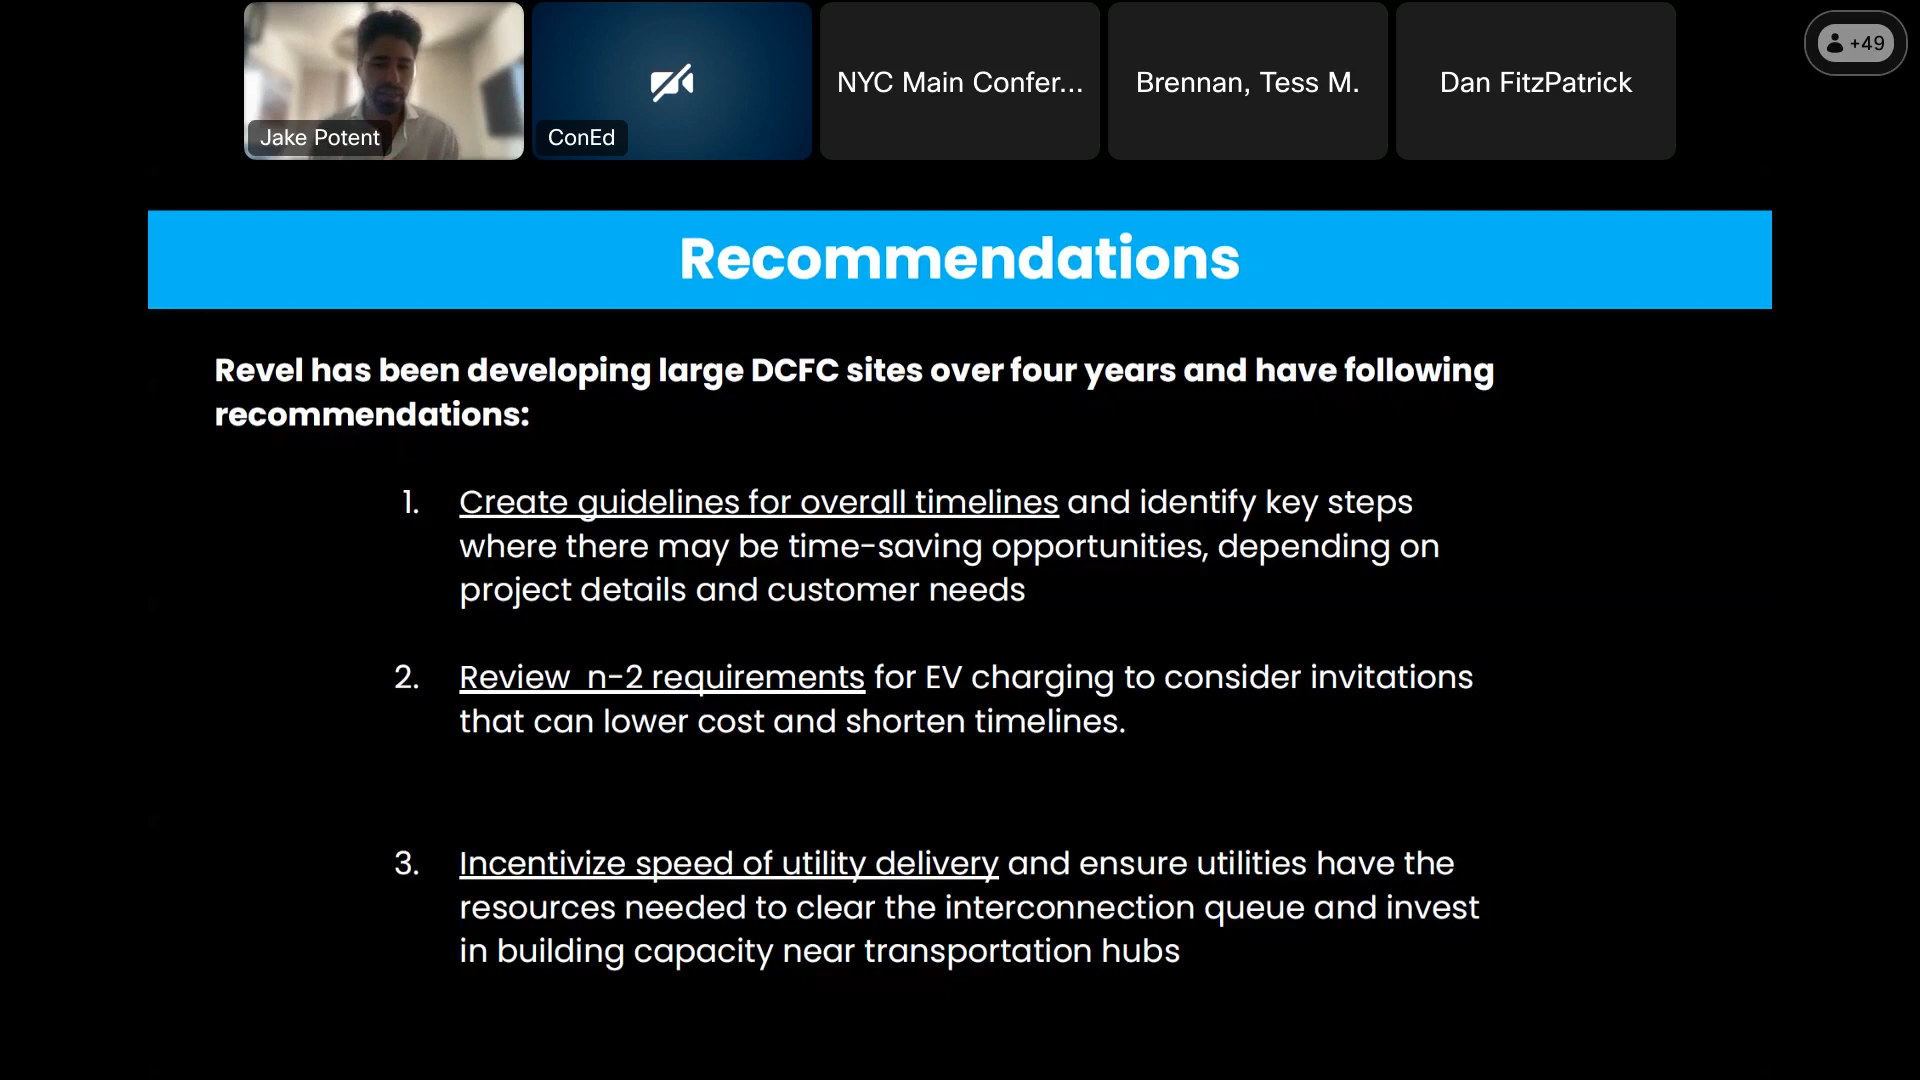 Jake Potent
ConEd
NYC Main Confer...
Brennan, Tess M.
Dan FitzPatrick
+49
Recommendations
Revel has been developing large DCFC sites over four years and have following
recommendations:
1. Create guidelines for overall timelines and identify key steps
where there may be time-saving opportunities, depending on
project details and customer needs
2. Review n-2 requirements for EV charging to consider invitations
that can lower cost and shorten timelines.
3. Incentivize speed of utility delivery and ensure utilities have the
resources needed to clear the interconnection queue and invest
in building capacity near transportation hubs